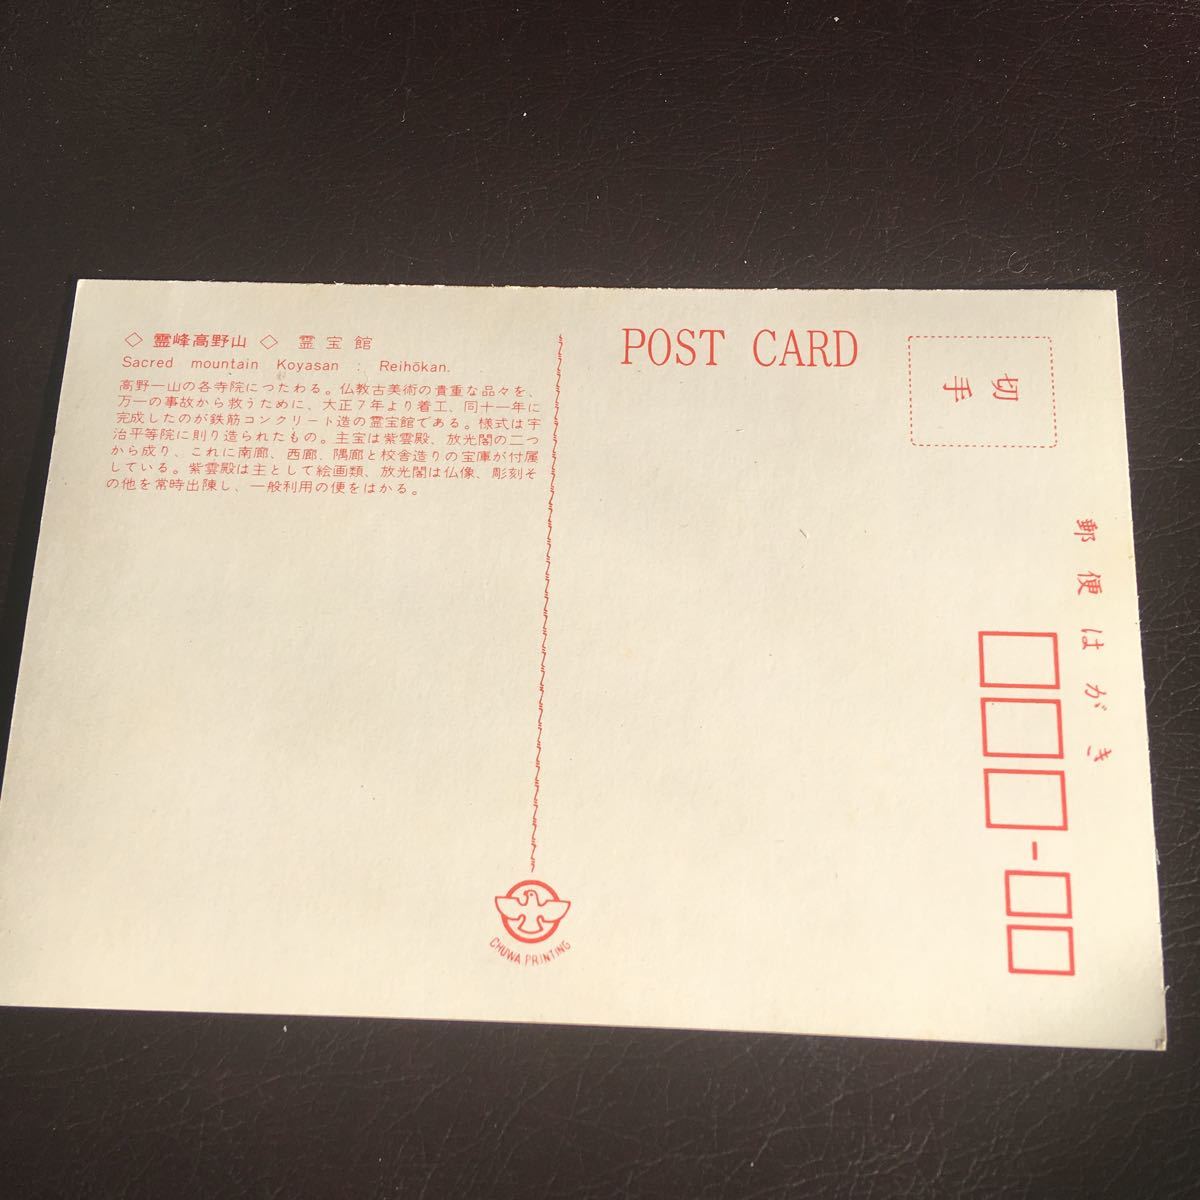 ◇ 霊峰高野山 ◇ 霊宝館
Sacred mountain Koyasan : Reihōkan.
高野一山の各寺院につたわる。仏教古美術の貴重な品々を、
万一の事故から救うために、大正7年より着工、同十一年に
完成したのが鉄筋コンクリート造の霊宝館である。様式は宇
治平等院に則り造られたもの。主宝は紫雲殿、放光閣の二つ
から成り、これに南廊、西廊、隅廊と校舎造りの宝庫が付属
している。紫雲殿は主として絵画類、放光閣は仏像、彫刻そ
の他を常時出陳し、一般利用の便をはかる。
POST CARD
切手
郵便はがき
CHUWA PRINTING